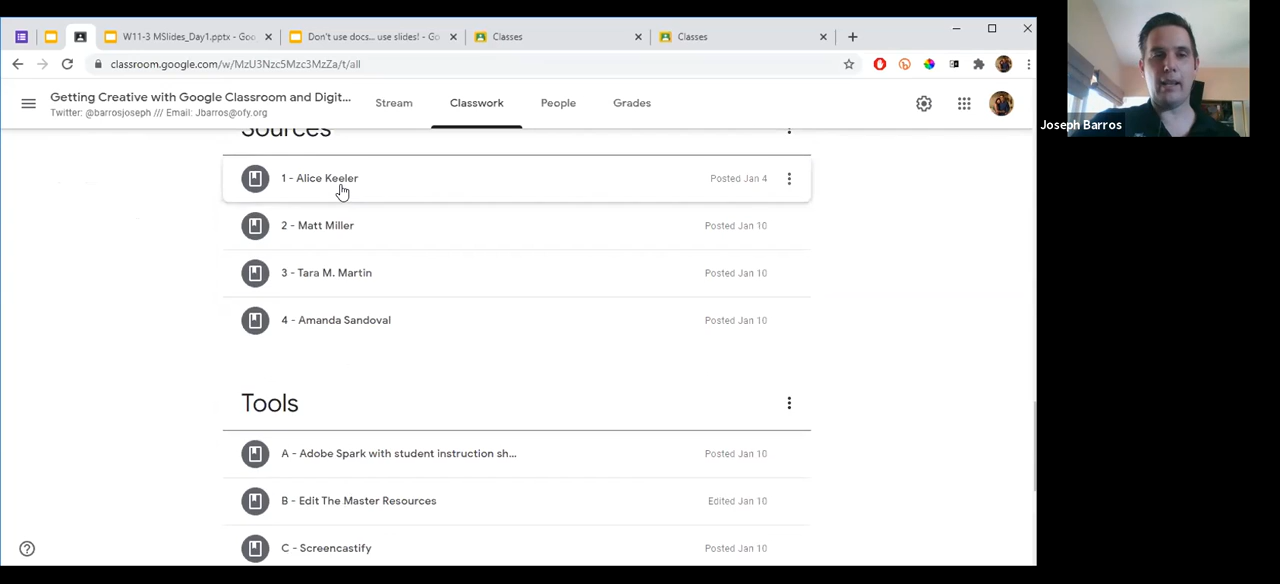 W11-3 MSlides_Day1.pptx - Goo
Don't use docs... use slides! - Go
Classes
Classes
classroom.google.com/w/MzU3Nzc5Mzc3MzZa/t/all
Getting Creative with Google Classroom and Digit...
Twitter: @barrosjoseph /// Email: Jbarros@ofy.org
Stream
Classwork
People
Grades
Joseph Barros
Sources
1 - Alice Keeler
Posted Jan 4
2 - Matt Miller
Posted Jan 10
3 - Tara M. Martin
Posted Jan 10
4 - Amanda Sandoval
Posted Jan 10
Tools
A - Adobe Spark with student instruction sh...
Posted Jan 10
B - Edit The Master Resources
Edited Jan 10
C - Screencastify
Posted Jan 10